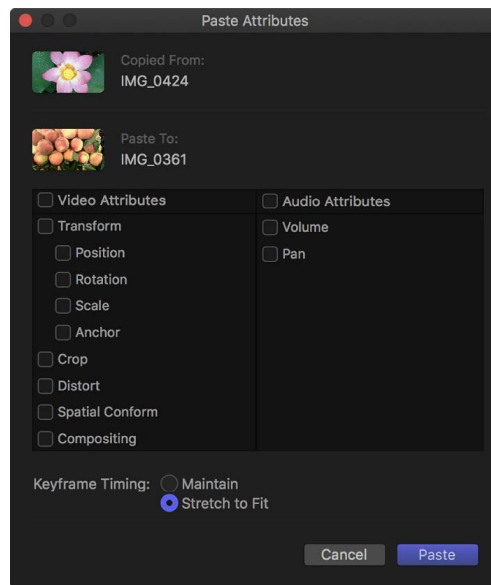 Paste Attributes
Copied From:
IMG_0424
Paste To:
IMG_0361
Video Attributes
Transform
Position
Rotation
Scale
Anchor
Crop
Distort
Spatial Conform
Compositing
Audio Attributes
Volume
Pan
Keyframe Timing: Maintain
Stretch to Fit
Cancel Paste